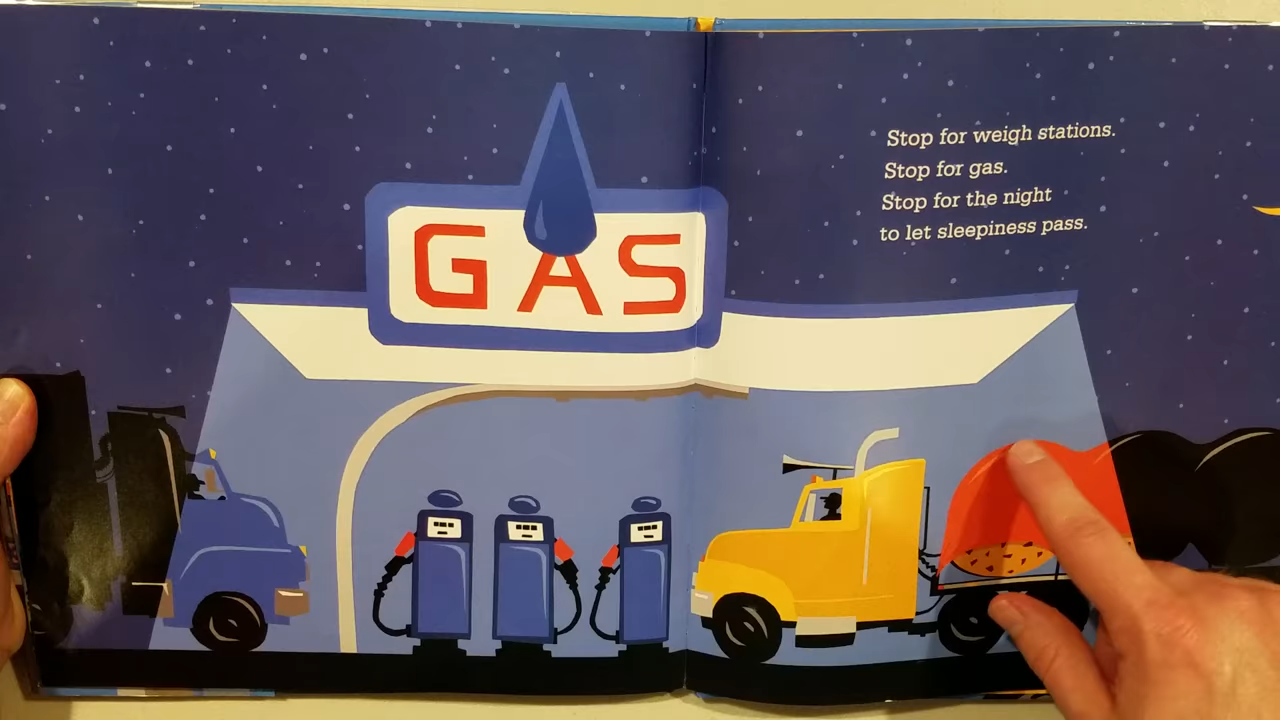 GAS
Stop for weigh stations.
Stop for gas.
Stop for the night
to let sleepiness pass.